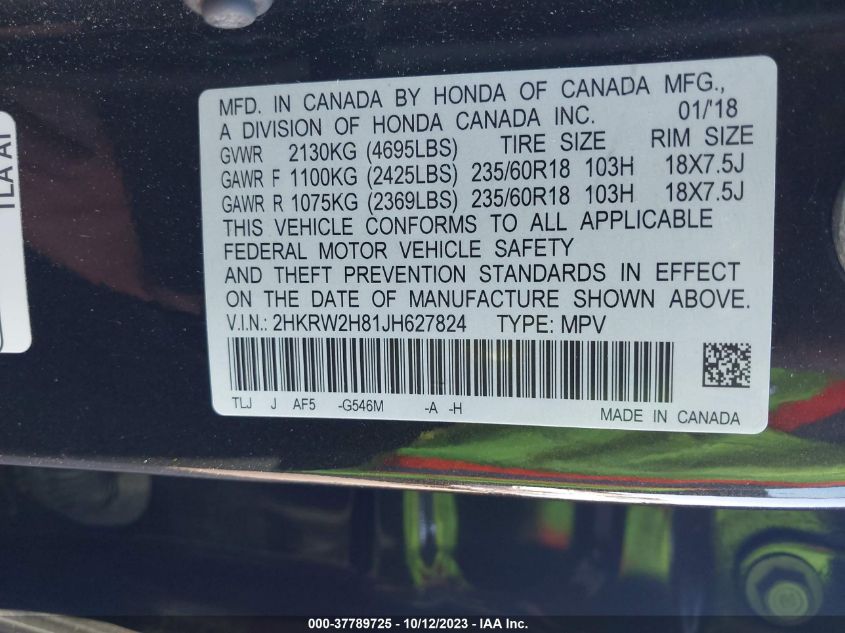 MFD. IN CANADA BY HONDA OF CANADA MFG.,
A DIVISION OF HONDA CANADA INC. 01/'18
GVWR 2130KG (4695LBS) TIRE SIZE RIM SIZE
GAWR F 1100KG (2425LBS) 235/60R18 103H 18X7.5J
GAWR R 1075KG (2369LBS) 235/60R18 103H 18X7.5J
THIS VEHICLE CONFORMS TO ALL APPLICABLE
FEDERAL MOTOR VEHICLE SAFETY
AND THEFT PREVENTION STANDARDS IN EFFECT
ON THE DATE OF MANUFACTURE SHOWN ABOVE.
V.I.N.: 2HKRW2H81JH627824 TYPE: MPV
TLJ J AF5 -G546M -A -H
MADE IN CANADA
000-37789725 - 10/12/2023 - IAA Inc.